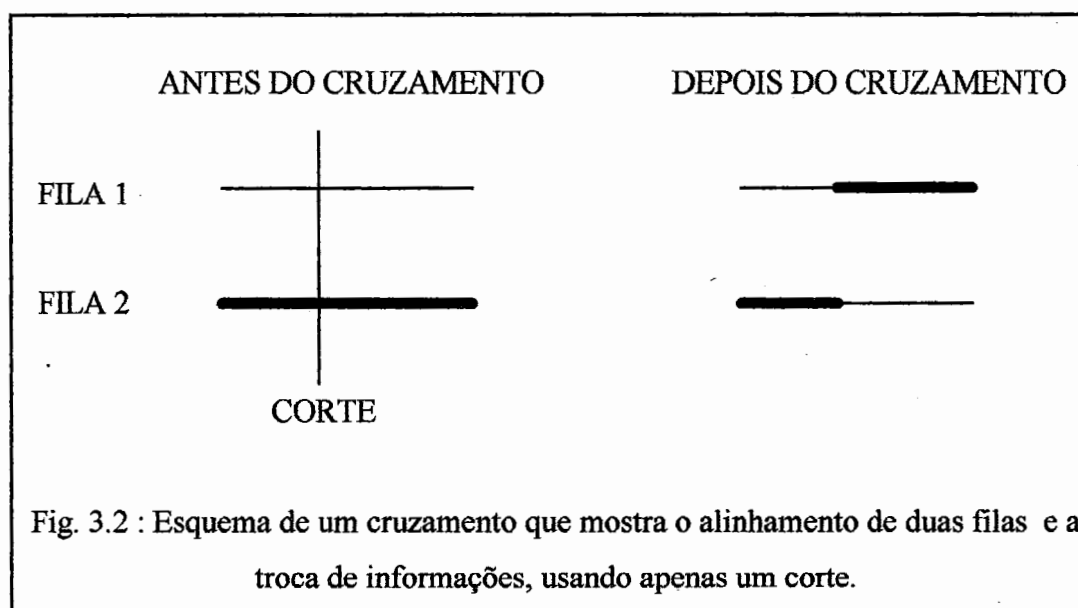 ANTES DO CRUZAMENTO DEPOIS DO CRUZAMENTO
FILA 1
FILA 2
CORTE
Fig. 3.2 : Esquema de um cruzamento que mostra o alinhamento de duas filas e a
troca de informações, usando apenas um corte.